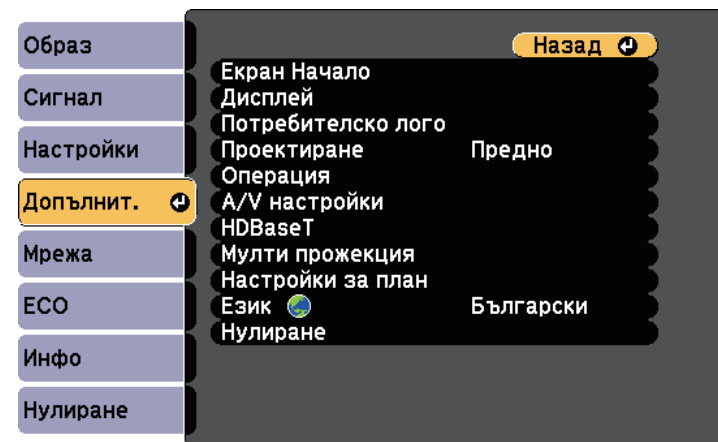 Образ
Сигнал
Настройки
Допълнит.
Мрежа
ECO
Инфо
Нулиране
Назад
Екран Начало
Дисплей
Потребителско лого
Проектиране Предно
Операция
A/V настройки
HDBaseT
Мулти прожекция
Настройки за план
Език Български
Нулиране